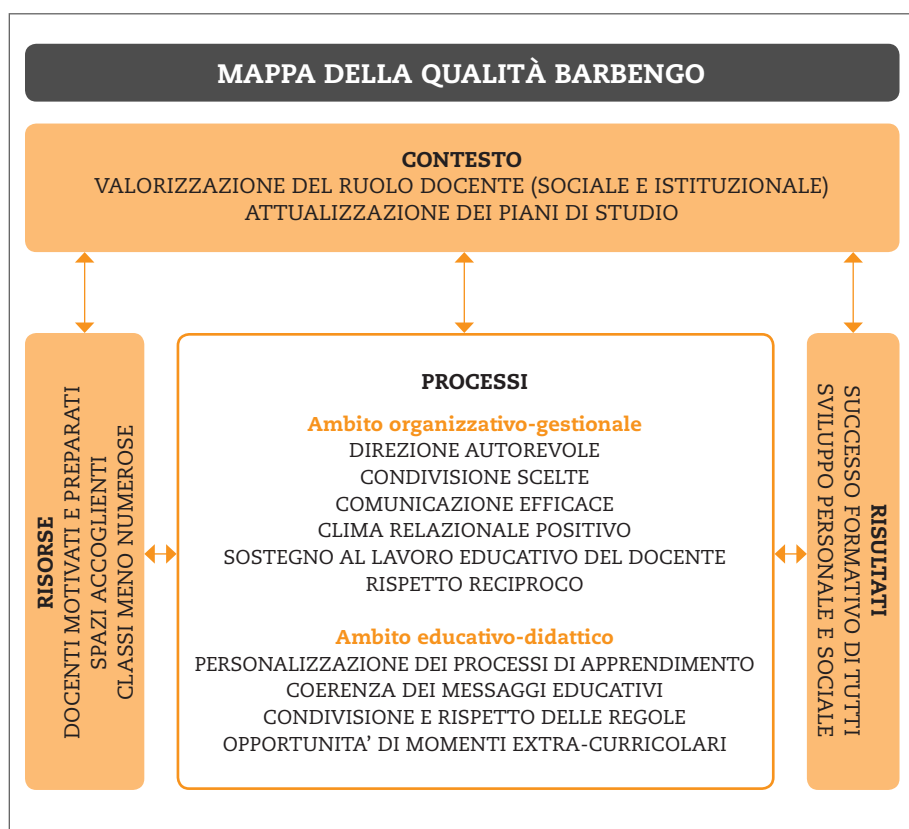 MAPPA DELLA QUALITÀ BARBENGO
CONTESTO
VALORIZZAZIONE DEL RUOLO DOCENTE (SOCIALE E ISTITUZIONALE)
ATTUALIZZAZIONE DEI PIANI DI STUDIO
RISORSE
DOCENTI MOTIVATI E PREPARATI
SPAZI ACCOGLIENTI
CLASSI MENO NUMEROSE
PROCESSI
Ambito organizzativo-gestionale
DIREZIONE AUTOREVOLE
CONDIVISIONE SCELTE
COMUNICAZIONE EFFICACE
CLIMA RELAZIONALE POSITIVO
SOSTEGNO AL LAVORO EDUCATIVO DEL DOCENTE
RISPETTO RECIPROCO
Ambito educativo-didattico
PERSONALIZZAZIONE DEI PROCESSI DI APPRENDIMENTO
COERENZA DEI MESSAGGI EDUCATIVI
CONDIVISIONE E RISPETTO DELLE REGOLE
OPPORTUNITA’ DI MOMENTI EXTRA-CURRICOLARI
RISULTATI
SUCCESSO FORMATIVO DI TUTTI
SVILUPPO PERSONALE E SOCIALE